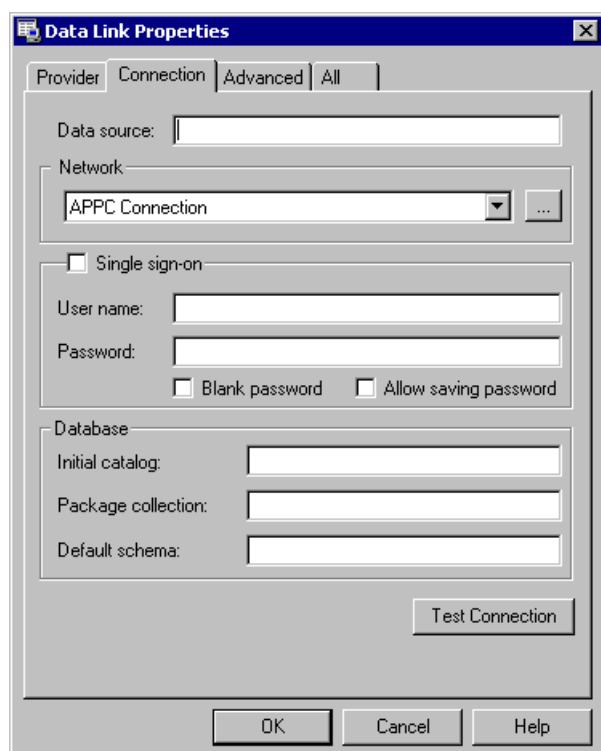 Data Link Properties
Provider Connection Advanced All
Data source:
Network
APPC Connection
...
Single sign-on
User name:
Password:
Blank password Allow saving password
Database
Initial catalog:
Package collection:
Default schema:
Test Connection
OK Cancel Help